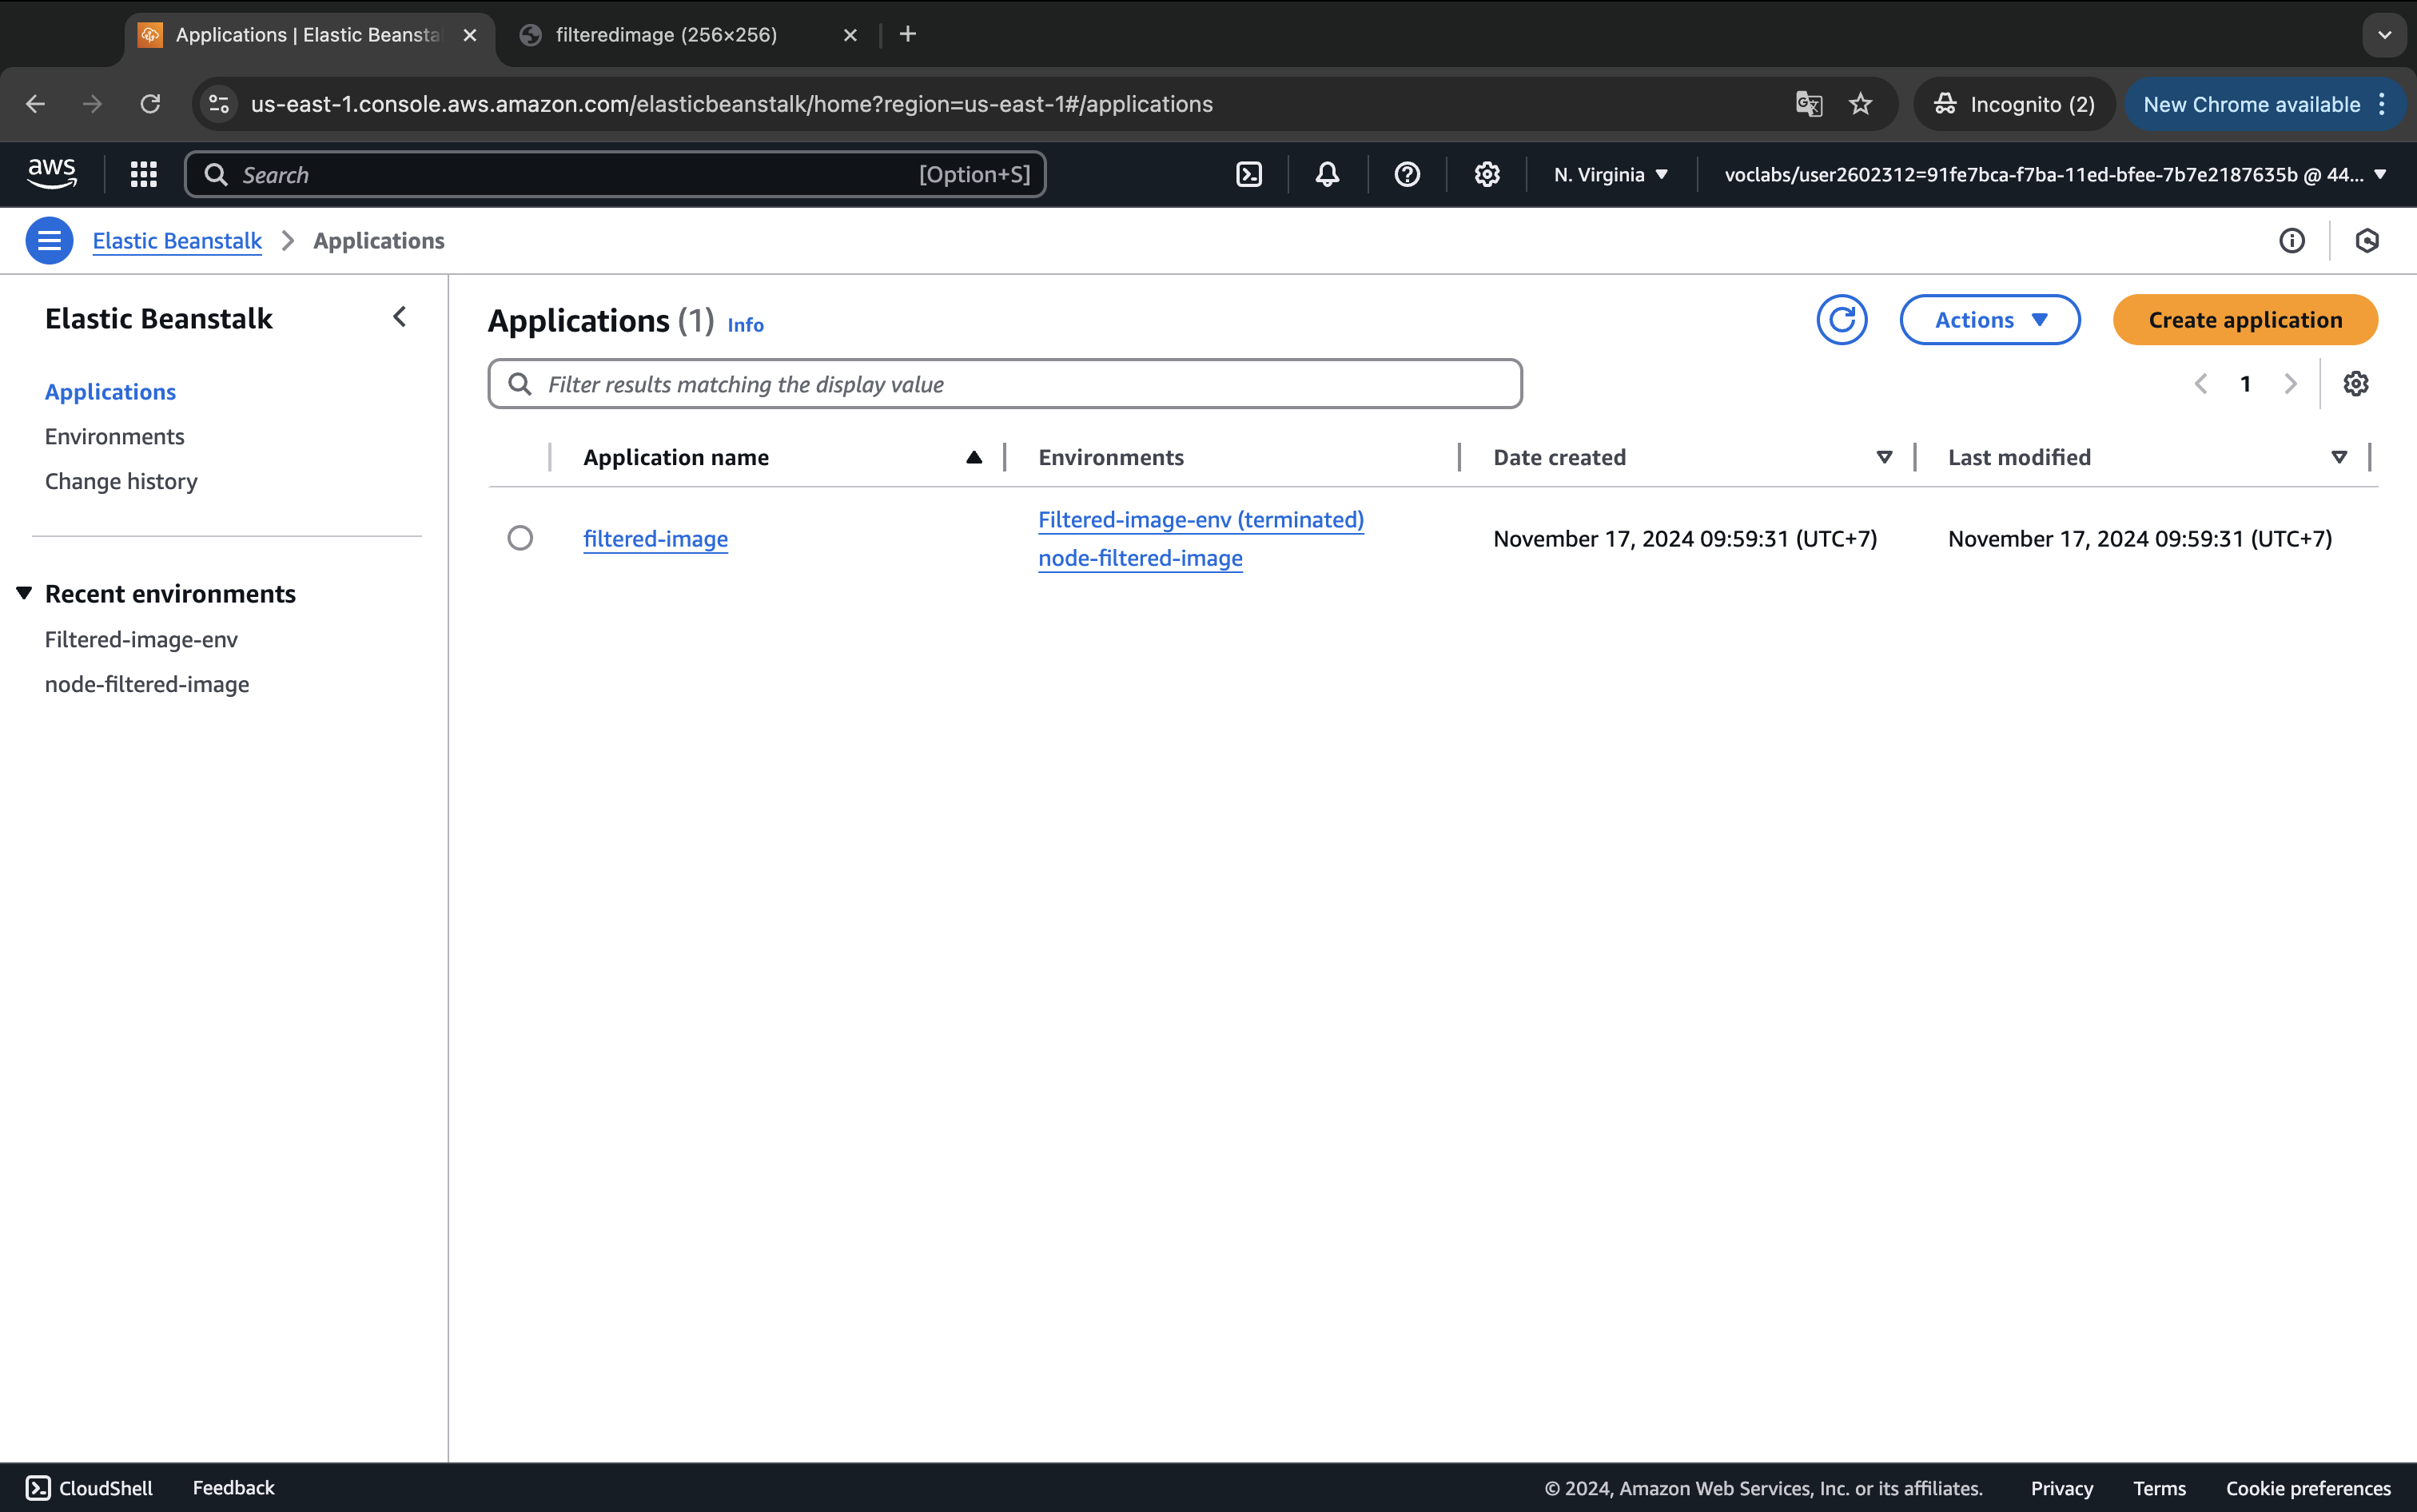 Applications | Elastic Beansta
filteredimage (256×256)
us-east-1.console.aws.amazon.com/elasticbeanstalk/home?region=us-east-1#/applications
Incognito (2)
New Chrome available
aws
Search
[Option+S]
N. Virginia
voclabs/user2602312=91fe7bca-f7ba-11ed-bfee-7b7e2187635b @ 44...
Elastic Beanstalk
Applications
Elastic Beanstalk
Applications
Environments
Change history
Recent environments
Filtered-image-env
node-filtered-image
Applications (1) Info
Actions
Create application
Filter results matching the display value
1
Application name
Environments
Date created
Last modified
filtered-image
Filtered-image-env (terminated)
node-filtered-image
November 17, 2024 09:59:31 (UTC+7)
November 17, 2024 09:59:31 (UTC+7)
CloudShell
Feedback
© 2024, Amazon Web Services, Inc. or its affiliates.
Privacy
Terms
Cookie preferences